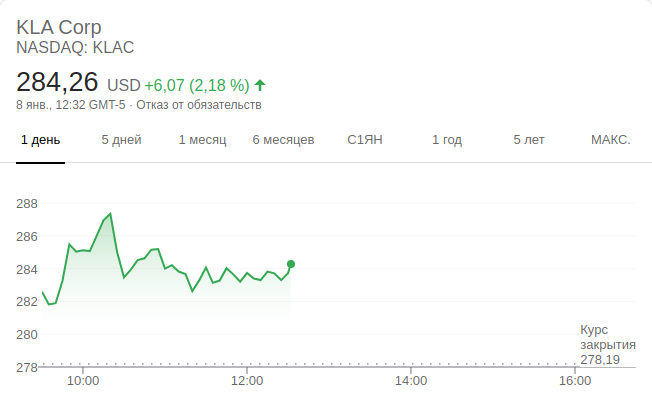 KLA Corp
NASDAQ: KLAC
284,26 USD +6,07 (2,18 %)
8 янв., 12:32 GMT-5 · Отказ от обязательств
1 день 5 дней 1 месяц 6 месяцев С1ЯН 1 год 5 лет МАКС.
288
286
284
282
280
278
Курс
закрытия
278,19
10:00 12:00 14:00 16:00